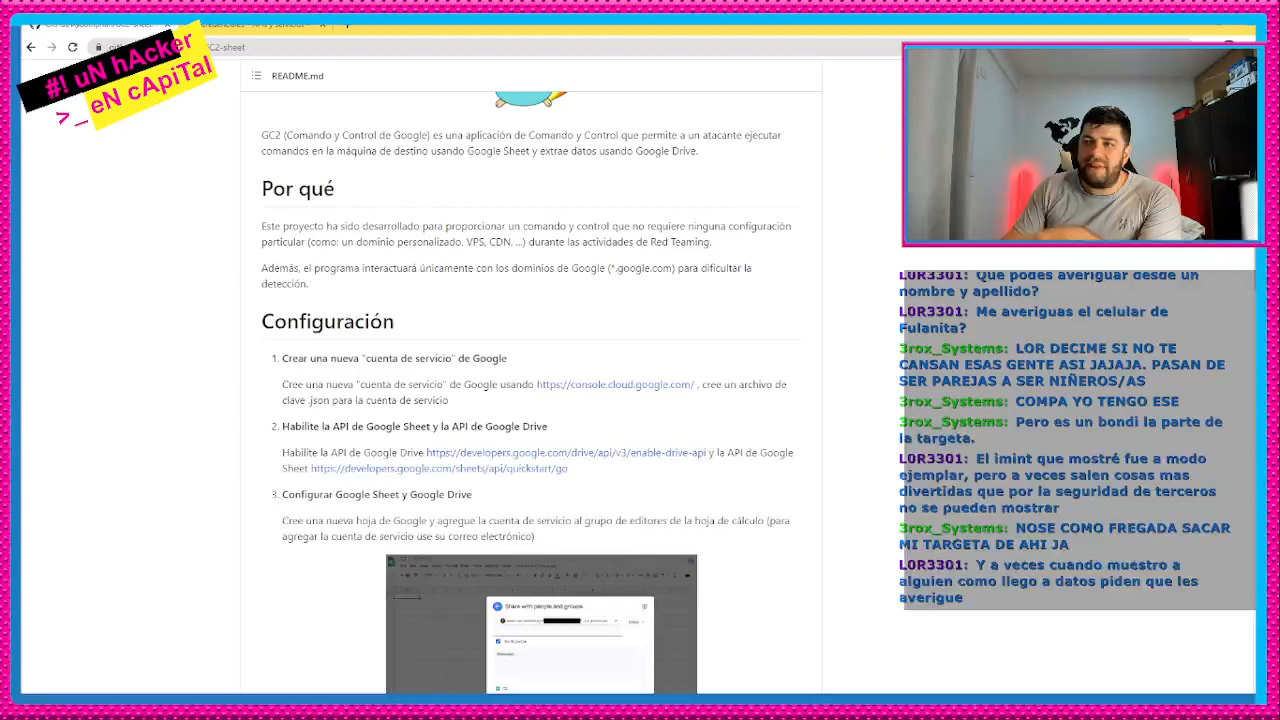 #! uN hAcker
eN cApiTal
>_
C2-sheet
README.md
GC2 (Comando y Control de Google) es una aplicación de Comando y Control que permite a un atacante ejecutar
comandos en la máquina de destino usando Google Sheet y extraer datos usando Google Drive.
Por qué
Este proyecto ha sido desarrollado para proporcionar un comando y control que no requiere ninguna configuración
particular (como: un dominio personalizado, VPS, CDN, ...) durante las actividades de Red Teaming.
Además, el programa interactuará únicamente con los dominios de Google (*.google.com) para dificultar la
detección.
Configuración
1. Crear una nueva "cuenta de servicio" de Google
Cree una nueva "cuenta de servicio" de Google usando https://console.cloud.google.com/ , cree un archivo de
clave .json para la cuenta de servicio
2. Habilite la API de Google Sheet y la API de Google Drive
Habilite la API de Google Drive https://developers.google.com/drive/api/v3/enable-drive-api y la API de Google
Sheet https://developers.google.com/sheets/api/quickstart/go
3. Configurar Google Sheet y Google Drive
Cree una nueva hoja de Google y agregue la cuenta de servicio al grupo de editores de la hoja de cálculo (para
agregar la cuenta de servicio use su correo electrónico)
Share with people and groups
L0R3301: Que podes averiguar desde un
nombre y apellido?
L0R3301: Me averiguas el celular de
Fulanita?
3rox_Systems: LOR DECIME SI NO TE
CANSAN ESAS GENTE ASI JAJAJA. PASAN DE
SER PAREJAS A SER NIÑEROS/AS
3rox_Systems: COMPA YO TENGO ESE
3rox_Systems: Pero es un bondi la parte de
la targeta.
L0R3301: El imint que mostré fue a modo
ejemplar, pero a veces salen cosas mas
divertidas que por la seguridad de terceros
no se pueden mostrar
3rox_Systems: NOSE COMO FREGADA SACAR
MI TARGETA DE AHI JA
L0R3301: Y a veces cuando muestro a
alguien como llego a datos piden que les
averigue